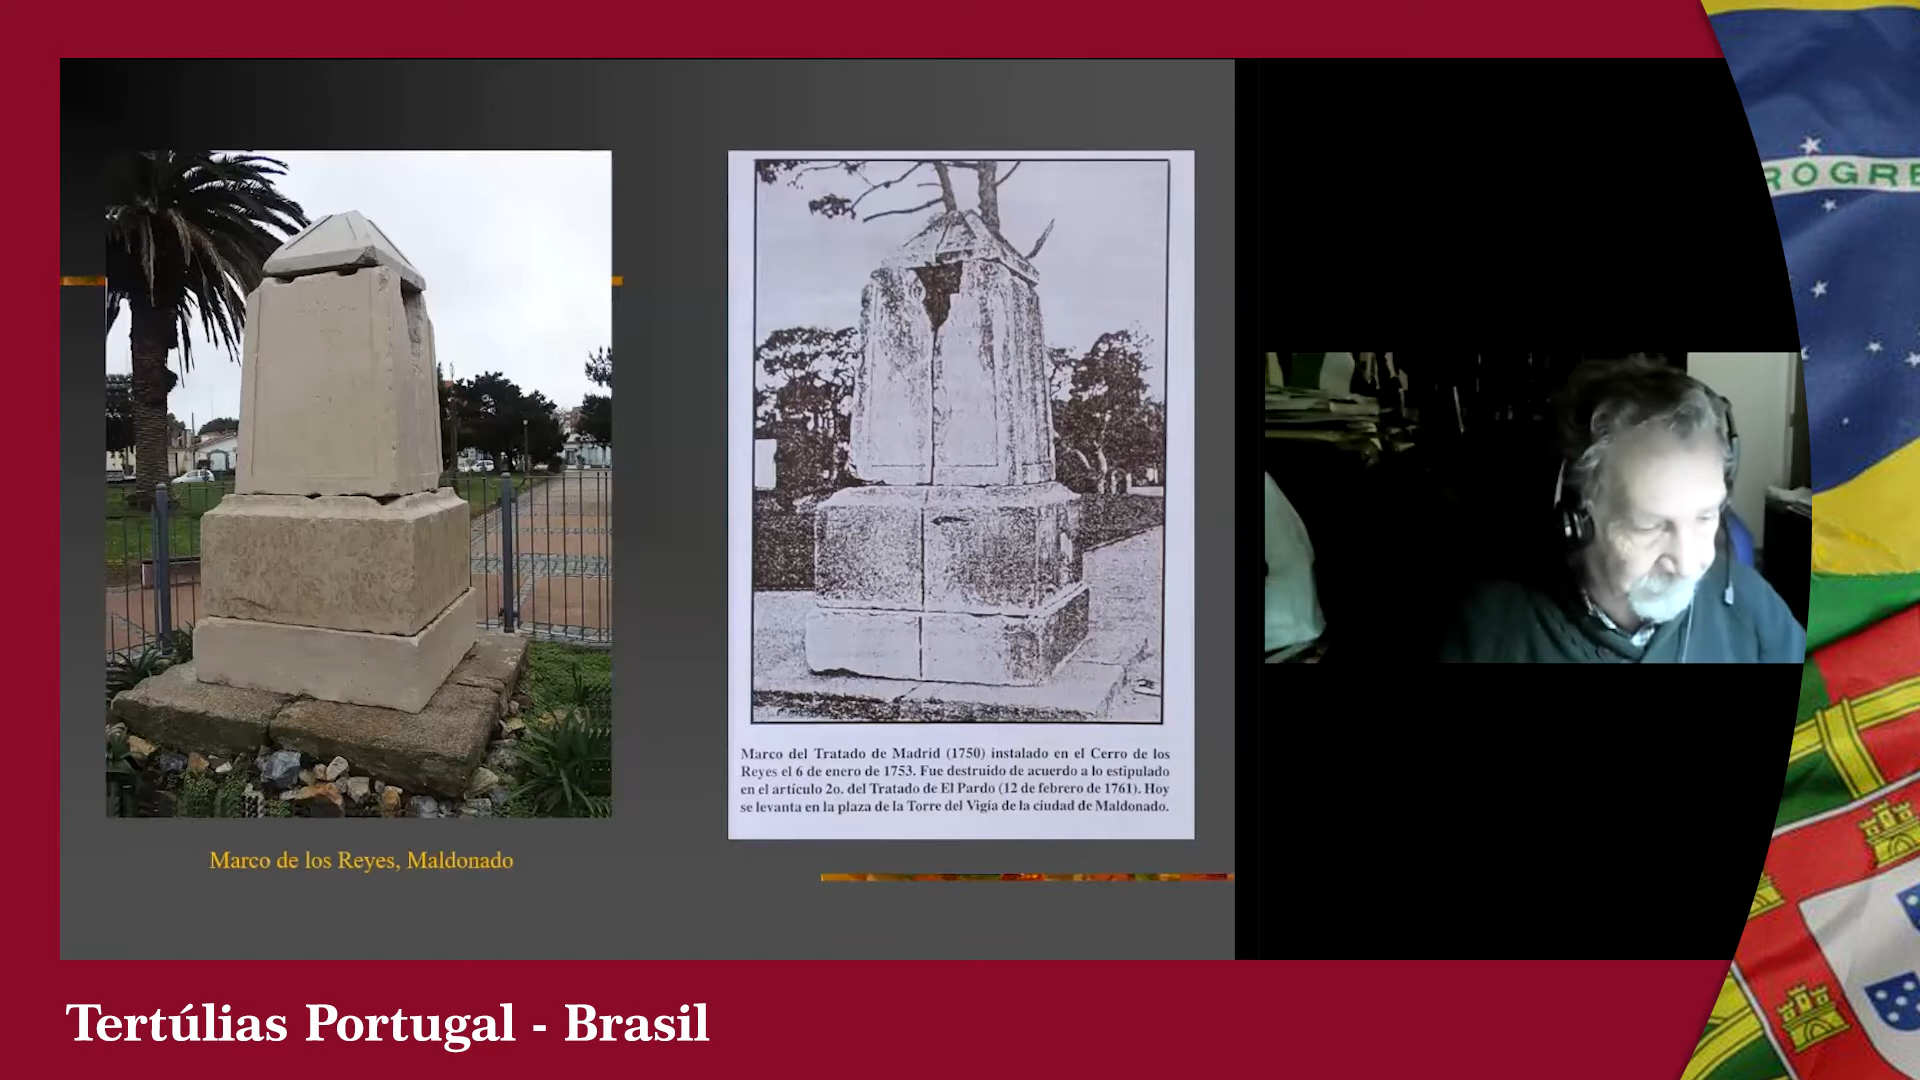 ROGRE
Marco del Tratado de Madrid (1750) instalado en el Cerro de los
Reyes el 6 de enero de 1753. Fue destruido de acuerdo a lo estipulado
en el artículo 2o. del Tratado de El Pardo (12 de febrero de 1761). Hoy
se levanta en la plaza de la Torre del Vigía de la ciudad de Maldonado.
Marco de los Reyes, Maldonado
Tertúlias Portugal - Brasil